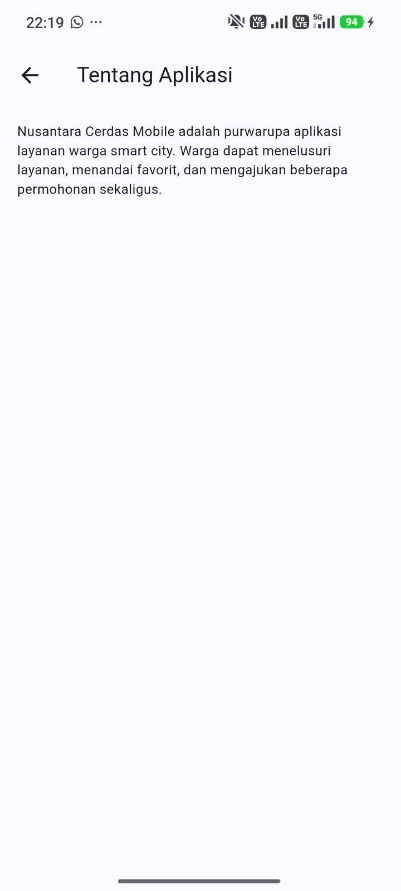 22:19 ...
Vo LTE Vo LTE 5G 94
Tentang Aplikasi
Nusantara Cerdas Mobile adalah purwarupa aplikasi
layanan warga smart city. Warga dapat menelusuri
layanan, menandai favorit, dan mengajukan beberapa
permohonan sekaligus.